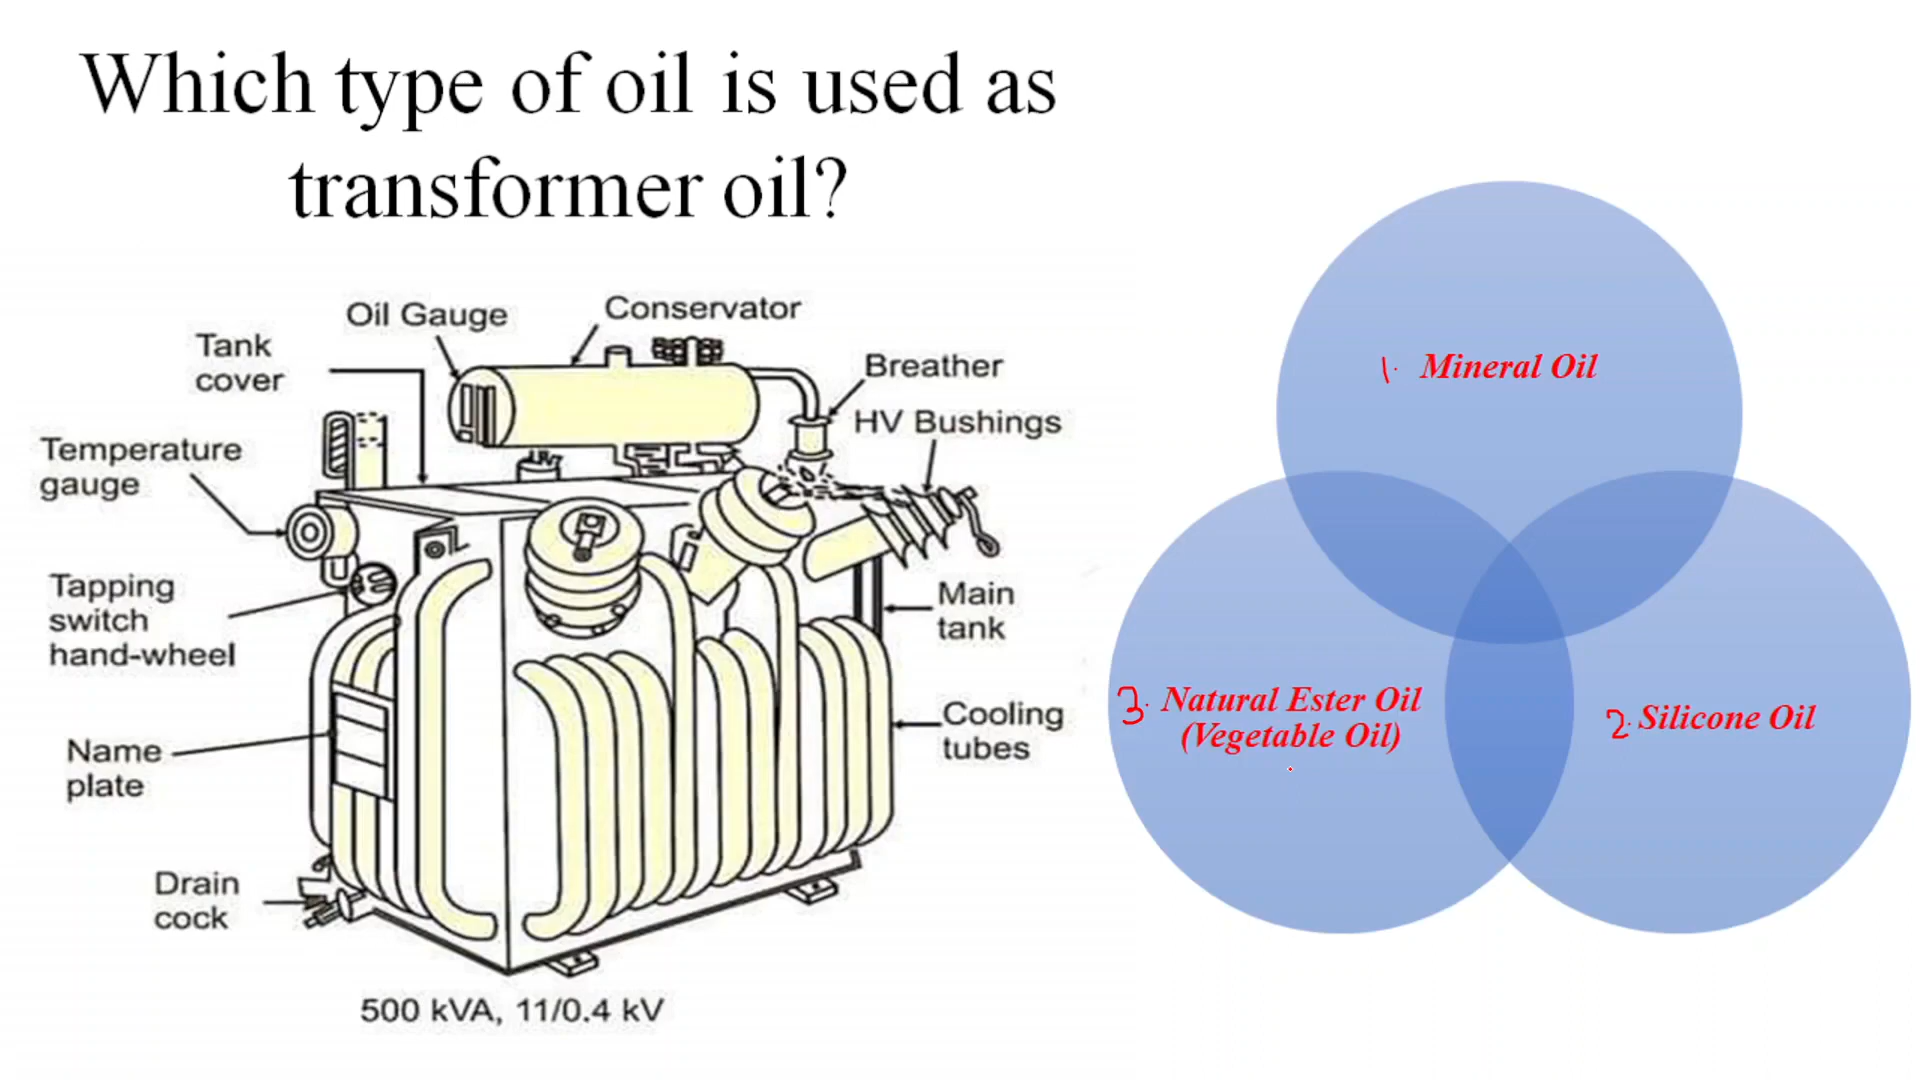 Which type of oil is used as
transformer oil?
Oil Gauge
Conservator
Tank
cover
Breather
HV Bushings
Temperature
gauge
Tapping
switch
hand-wheel
Main
tank
Name
plate
Cooling
tubes
Drain
cock
500 kVA, 11/0.4 kV
1. Mineral Oil
3. Natural Ester Oil
(Vegetable Oil)
2. Silicone Oil